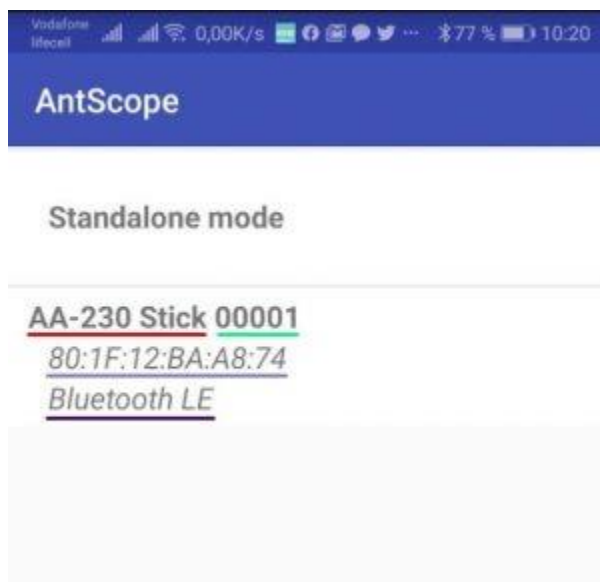 Vodafone
lifecell
0,00K/s ... 77 % 10:20
AntScope
Standalone mode
AA-230 Stick 00001
80:1F:12:BA:A8:74
Bluetooth LE